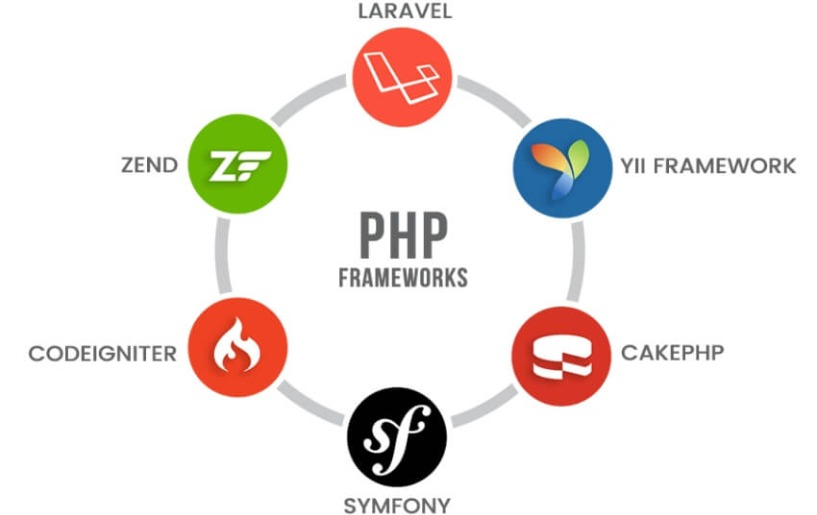 LARAVEL
ZEND
YII FRAMEWORK
PHP
FRAMEWORKS
CODEIGNITER
CAKEPHP
SYMFONY